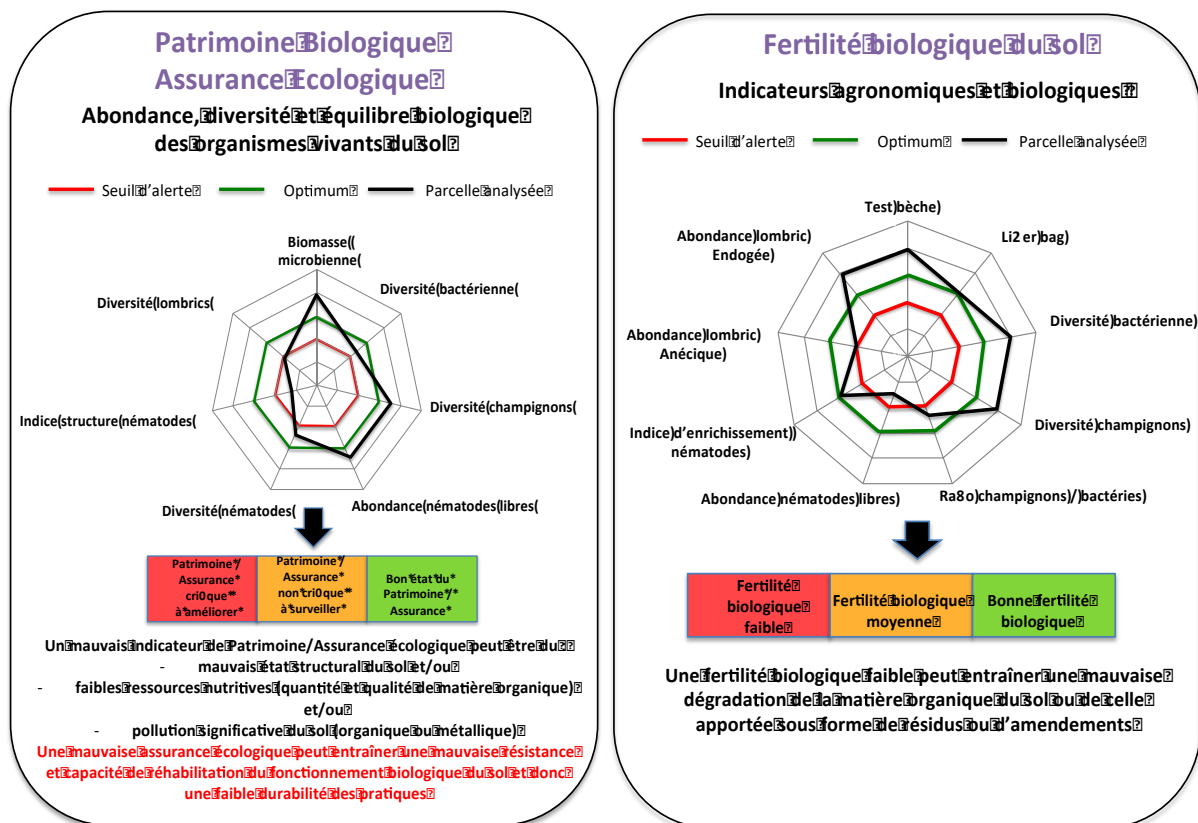 Patrimoine Biologique
Assurance Ecologique
Abondance, diversité et équilibre biologique
des organismes vivants du sol
Seuil d'alerte
Optimum
Parcelle analysée
Biomasse((
microbienne(
Diversité(bactérienne(
Diversité(champignons(
Abondance(nématodes(libres(
Diversité(nématodes(
Indice(structure(nématodes(
Diversité(lombrics(
Patrimoine*/
Assurance*
cri0que**
à*améliorer*
Patrimoine*/
Assurance*
non*cri0que**
à*surveiller*
Bon*état*du*
Patrimoine*/*
Assurance*
Un mauvais indicateur de Patrimoine/Assurance écologique peut être du
- mauvais état structural du sol et/ou
- faibles ressources nutritives (quantité et qualité de matière organique)
et/ou
- pollution significative du sol (organique ou métallique)
Une mauvaise assurance écologique peut entraîner une mauvaise résistance
et capacité de réhabilitation du fonctionnement biologique du sol et donc
une faible durabilité des pratiques
Fertilité biologique du sol
Indicateurs agronomiques et biologiques
Seuil d'alerte
Optimum
Parcelle analysée
Test)bèche)
Li2er)bag)
Diversité)bactérienne)
Diversité)champignons)
Ra8o)champignons)/)bactéries)
Abondance)nématodes)libres)
Indice)d'enrichissement))
nématodes)
Abondance)lombric)
Anécique)
Abondance)lombric)
Endogée)
Fertilité
biologique
faible
Fertilité biologique
moyenne
Bonne fertilité
biologique
Une fertilité biologique faible peut entraîner une mauvaise
dégradation de la matière organique du sol ou de celle
apportée sous forme de résidus ou d'amendements